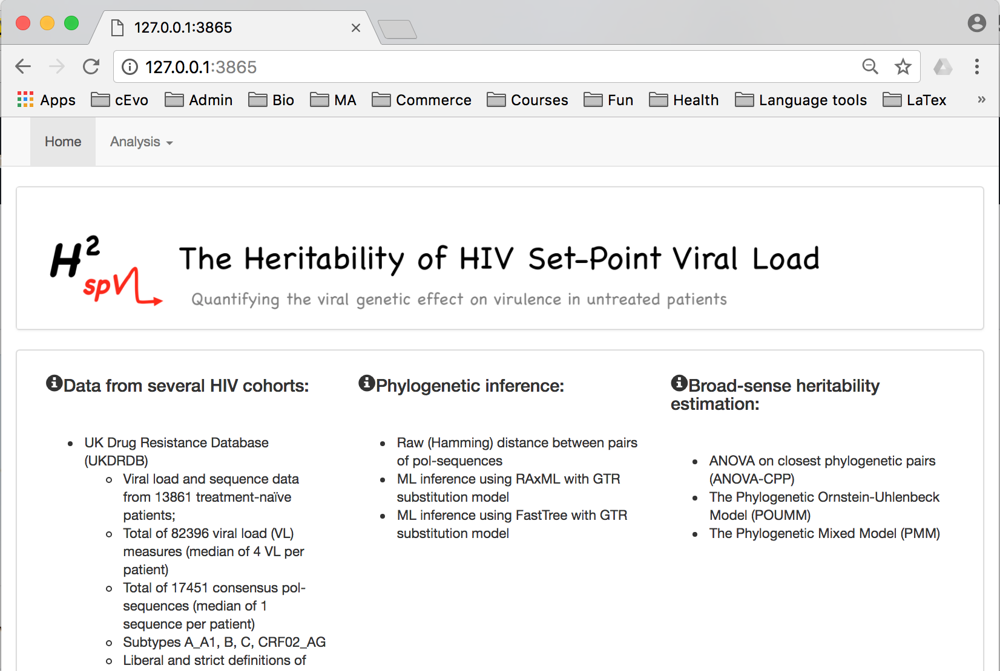 127.0.0.1:3865
127.0.0.1:3865
Apps cEvo Admin Bio MA Commerce Courses Fun Health Language tools LaTex »
Home Analysis
H2
spVL
The Heritability of HIV Set-Point Viral Load
Quantifying the viral genetic effect on virulence in untreated patients
Data from several HIV cohorts:
UK Drug Resistance Database
(UKDRDB)
Viral load and sequence data
from 13861 treatment-naïve
patients;
Total of 82396 viral load (VL)
measures (median of 4 VL per
patient)
Total of 17451 consensus pol-
sequences (median of 1
sequence per patient)
Subtypes A_A1, B, C, CRF02_AG
Liberal and strict definitions of
Phylogenetic inference:
Raw (Hamming) distance between pairs
of pol-sequences
ML inference using RAxML with GTR
substitution model
ML inference using FastTree with GTR
substitution model
Broad-sense heritability
estimation:
ANOVA on closest phylogenetic pairs
(ANOVA-CPP)
The Phylogenetic Ornstein-Uhlenbeck
Model (POUMM)
The Phylogenetic Mixed Model (PMM)